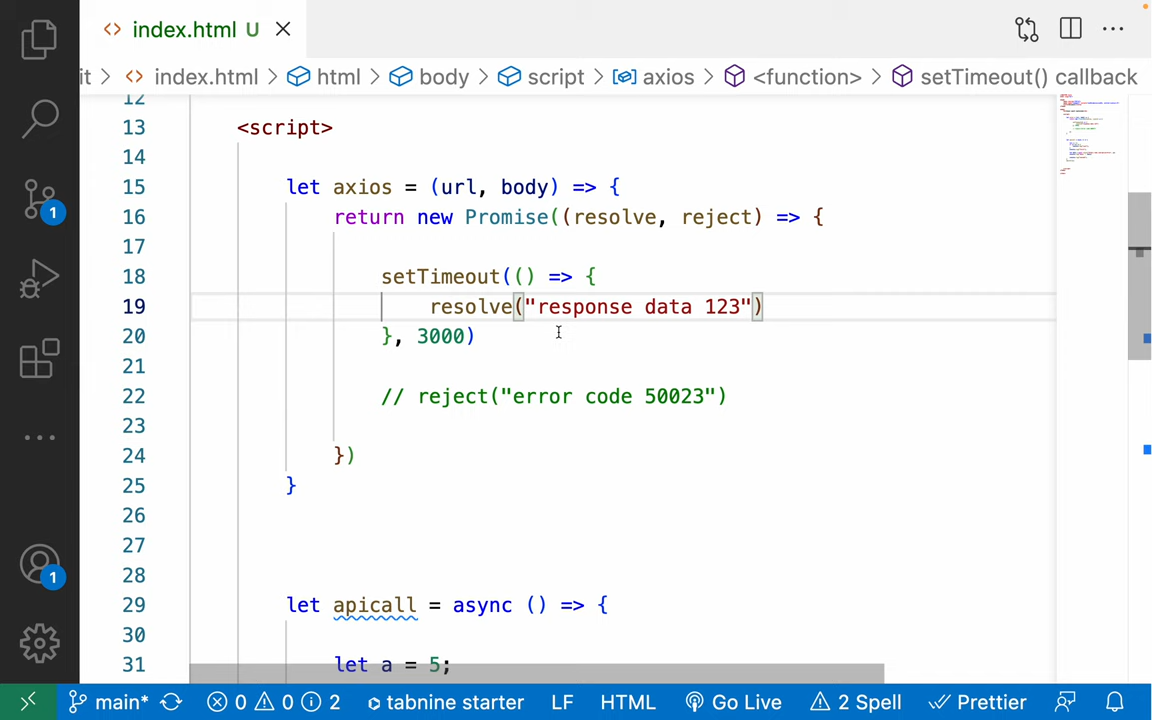 index.html U
it > index.html > html > body > script > axios > <function> > setTimeout() callback
12
13 <script>
14
15 let axios = (url, body) => {
16 return new Promise((resolve, reject) => {
17
18 setTimeout(() => {
19 resolve("response data 123")
20 }, 3000)
21
22 // reject("error code 50023")
23
24 })
25 }
26
27
28
29 let apicall = async () => {
30
31 let a = 5;
1
1
main* 0 0 2 tabnine starter LF HTML Go Live 2 Spell Prettier